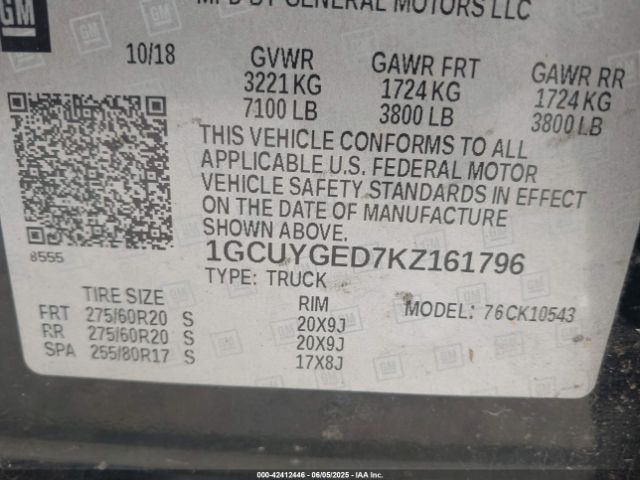 GM
GM
MFD BY GENERAL MOTORS LLC
10/18
GVWR GAWR FRT GAWR RR
3221 KG 1724 KG 1724 KG
7100 LB 3800 LB 3800 LB
THIS VEHICLE CONFORMS TO ALL
APPLICABLE U.S. FEDERAL MOTOR
VEHICLE SAFETY STANDARDS IN EFFECT
ON THE DATE OF MANUFACTURE
SHOWN ABOVE.
8555
1GCUYGED7KZ161796
TYPE: TRUCK
TIRE SIZE RIM MODEL: 76CK10543
FRT 275/60R20 S 20X9J
RR 275/60R20 S 20X9J
SPA 255/80R17 S 17X8J
000-42412446 - 06/05/2025 - IAA Inc.